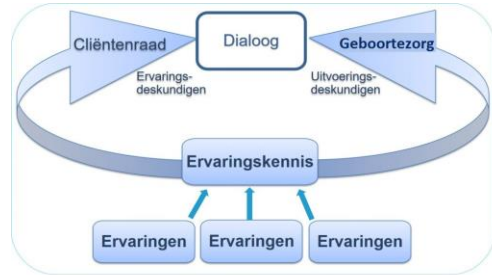 Cliëntenraad
Dialoog
Geboortezorg
Ervarings-
deskundigen
Uitvoerings-
deskundigen
Ervaringskennis
Ervaringen
Ervaringen
Ervaringen